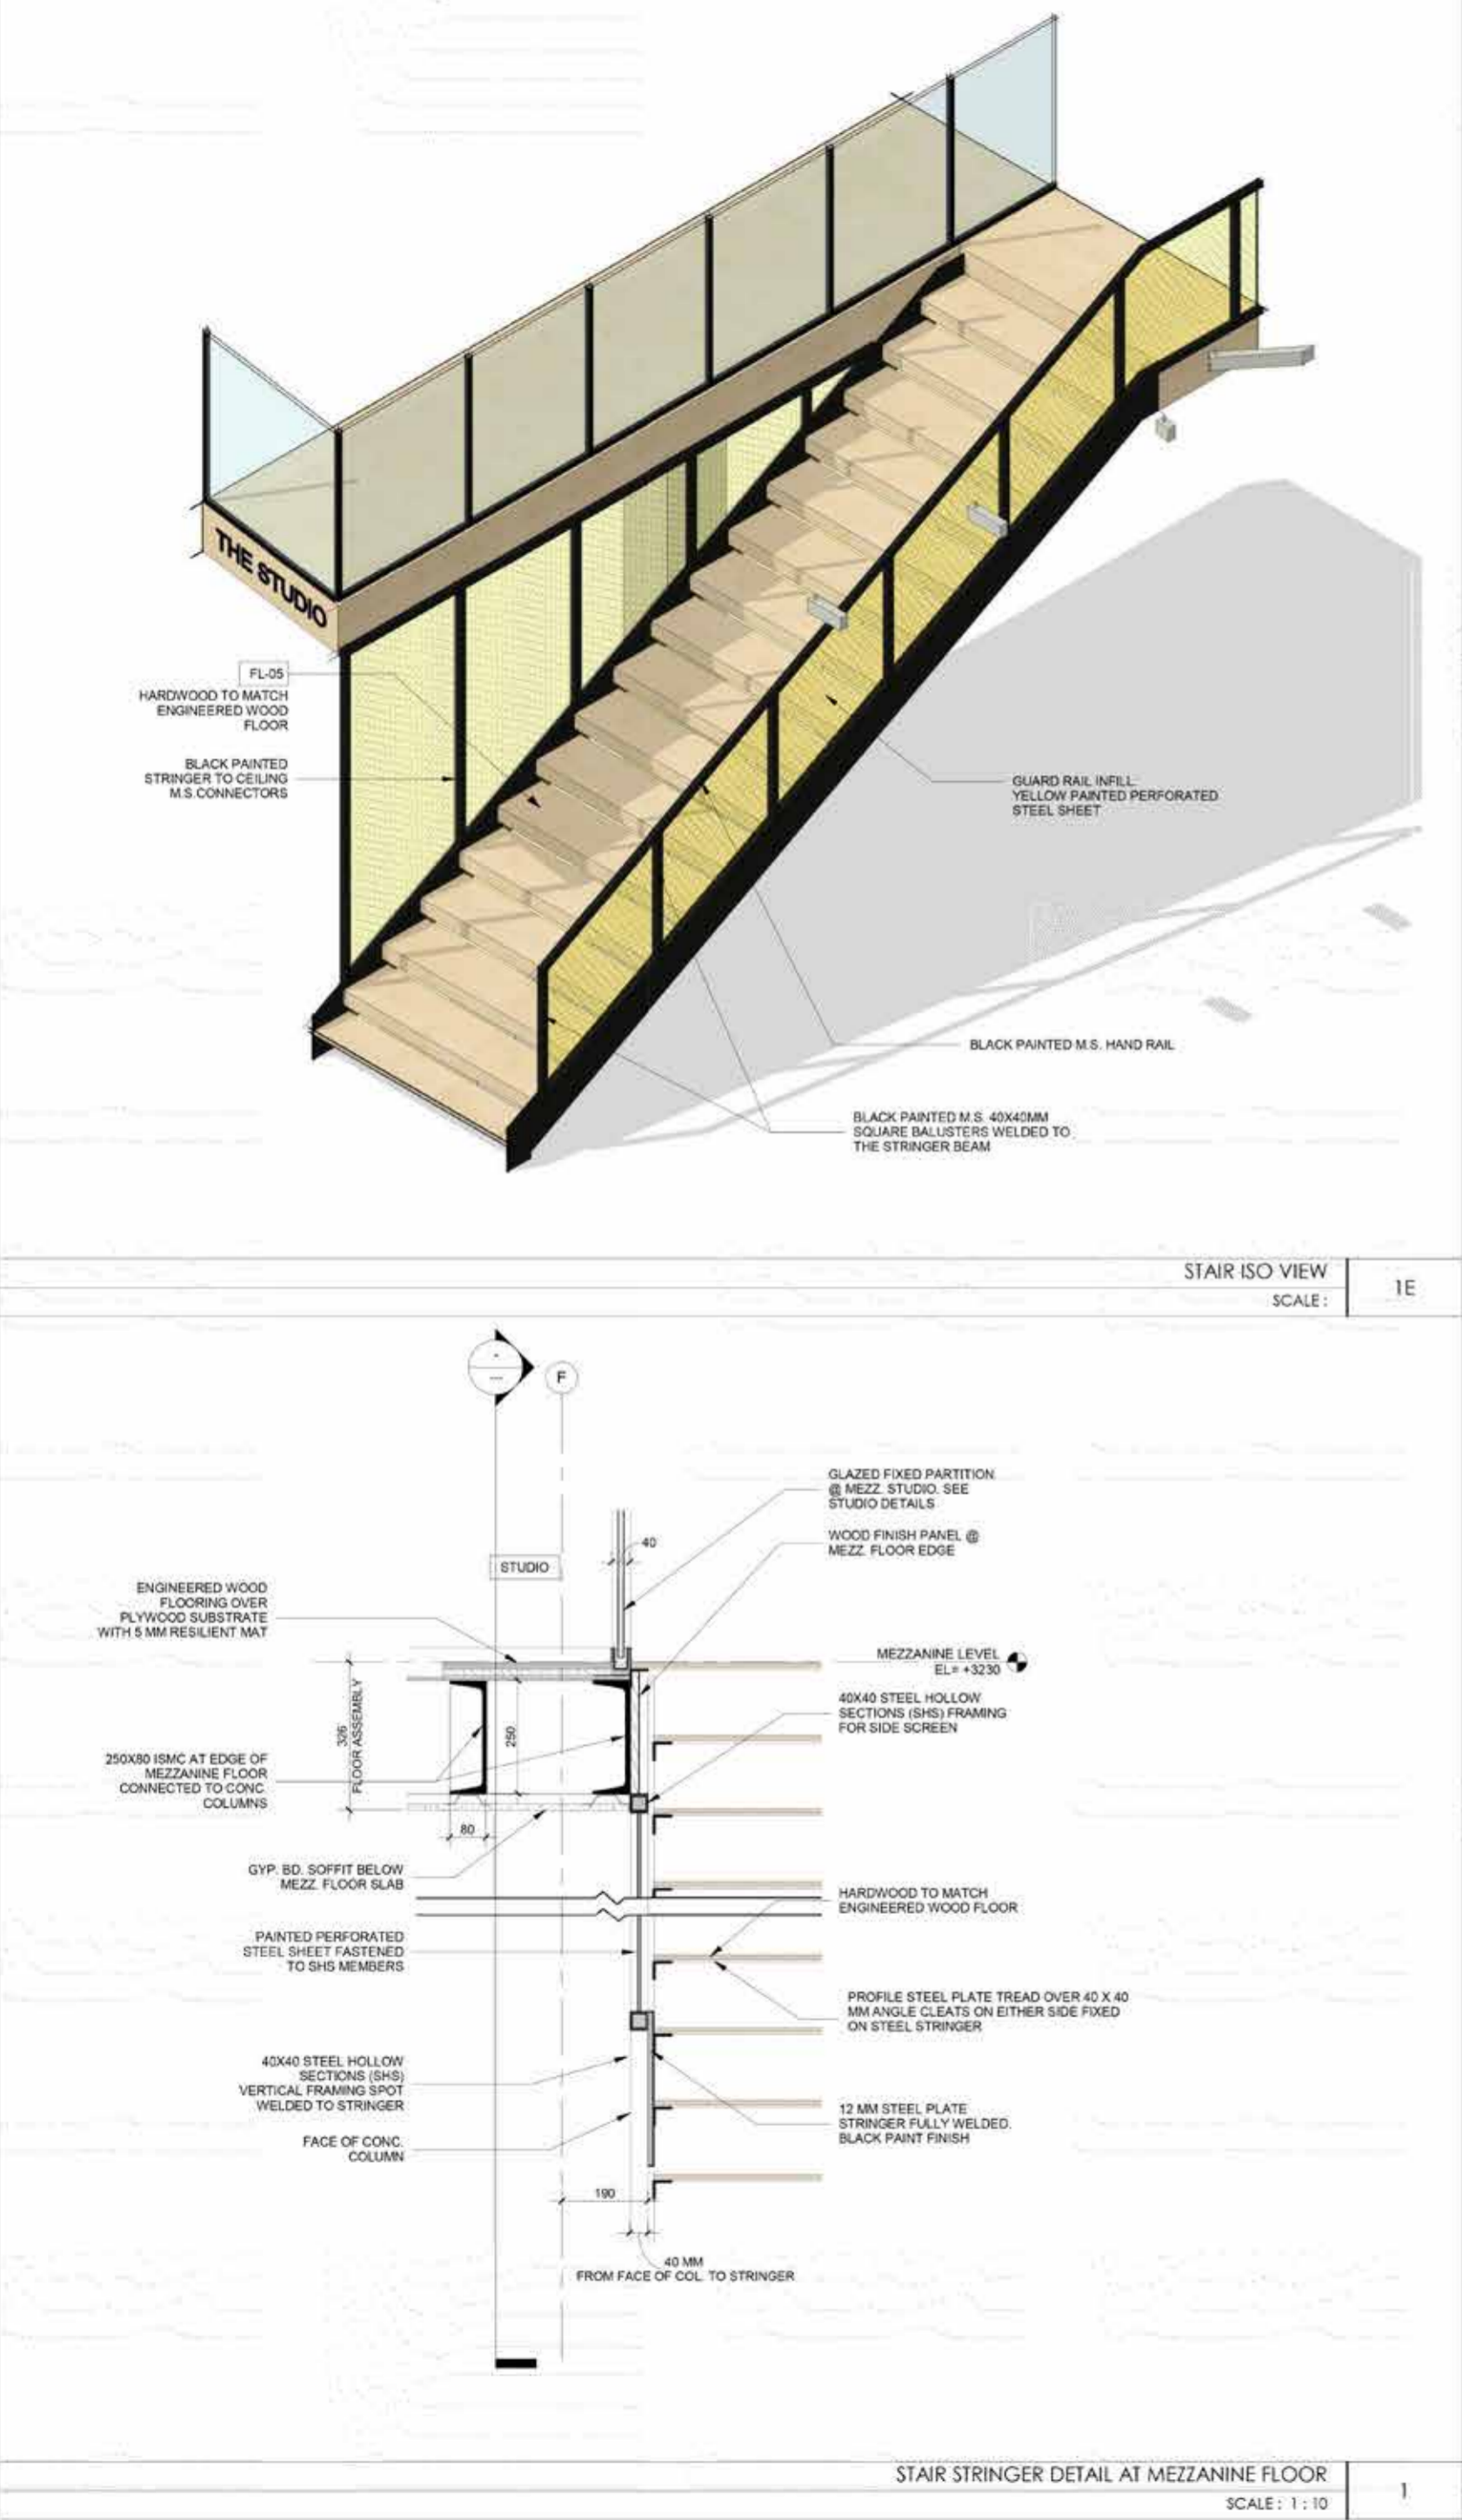 THE STUDIO
FL-05
HARDWOOD TO MATCH
ENGINEERED WOOD
FLOOR
BLACK PAINTED
STRINGER TO CEILING
M.S.CONNECTORS
GUARD RAIL INFILL
YELLOW PAINTED PERFORATED
STEEL SHEET
BLACK PAINTED M.S. HAND RAIL
BLACK PAINTED M.S. 40X40MM
SQUARE BALUSTERS WELDED TO
THE STRINGER BEAM
STAIR ISO VIEW
SCALE :
1E
F
GLAZED FIXED PARTITION
@ MEZZ. STUDIO. SEE
STUDIO DETAILS
40
WOOD FINISH PANEL @
MEZZ. FLOOR EDGE
STUDIO
ENGINEERED WOOD
FLOORING OVER
PLYWOOD SUBSTRATE
WITH 5 MM RESILIENT MAT
MEZZANINE LEVEL
EL= +3230
326
FLOOR ASSEMBLY
250
40X40 STEEL HOLLOW
SECTIONS (SHS) FRAMING
FOR SIDE SCREEN
250X80 ISMC AT EDGE OF
MEZZANINE FLOOR
CONNECTED TO CONC.
COLUMNS
80
GYP. BD. SOFFIT BELOW
MEZZ. FLOOR SLAB
HARDWOOD TO MATCH
ENGINEERED WOOD FLOOR
PAINTED PERFORATED
STEEL SHEET FASTENED
TO SHS MEMBERS
PROFILE STEEL PLATE TREAD OVER 40 X 40
MM ANGLE CLEATS ON EITHER SIDE FIXED
ON STEEL STRINGER
40X40 STEEL HOLLOW
SECTIONS (SHS)
VERTICAL FRAMING SPOT
WELDED TO STRINGER
12 MM STEEL PLATE
STRINGER FULLY WELDED.
BLACK PAINT FINISH
FACE OF CONC.
COLUMN
190
40 MM
FROM FACE OF COL. TO STRINGER
STAIR STRINGER DETAIL AT MEZZANINE FLOOR
SCALE : 1 : 10
1